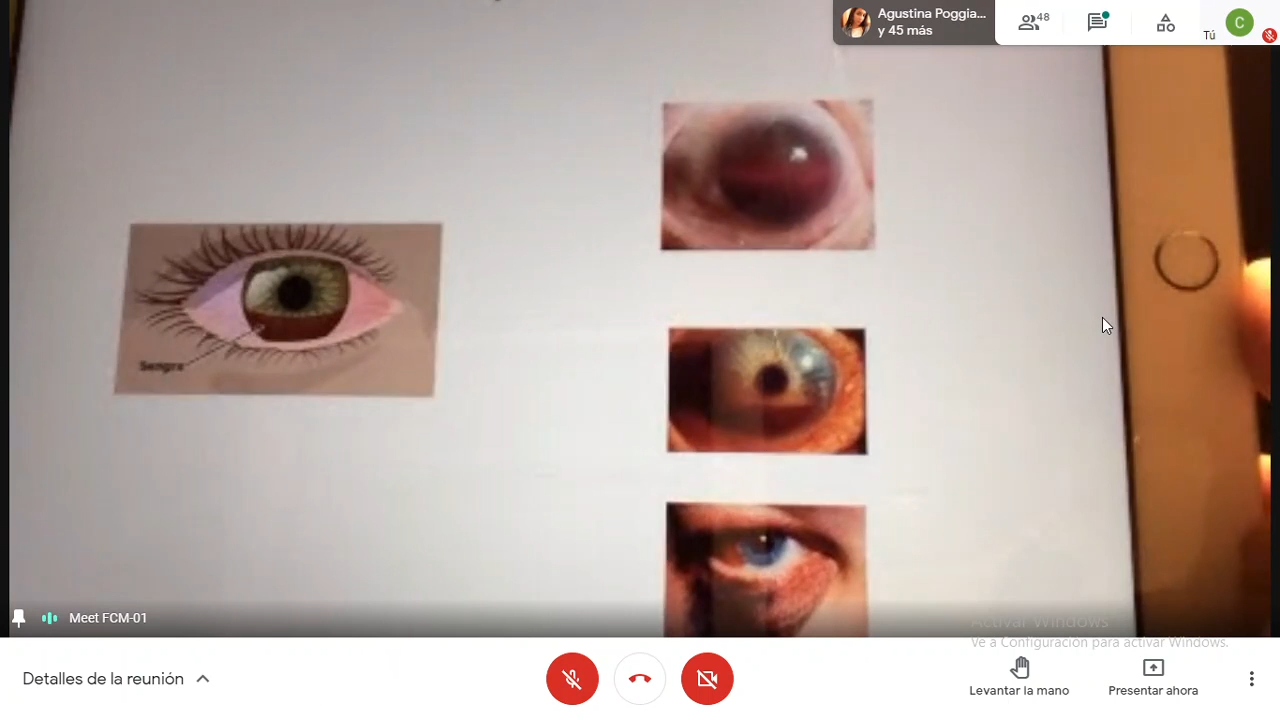 Agustina Poggia...
y 45 más
48
C
Tú
Sangre
Meet FCM-01
Activar Windows
Ve a Configuración para activar Windows.
Detalles de la reunión
Levantar la mano
Presentar ahora